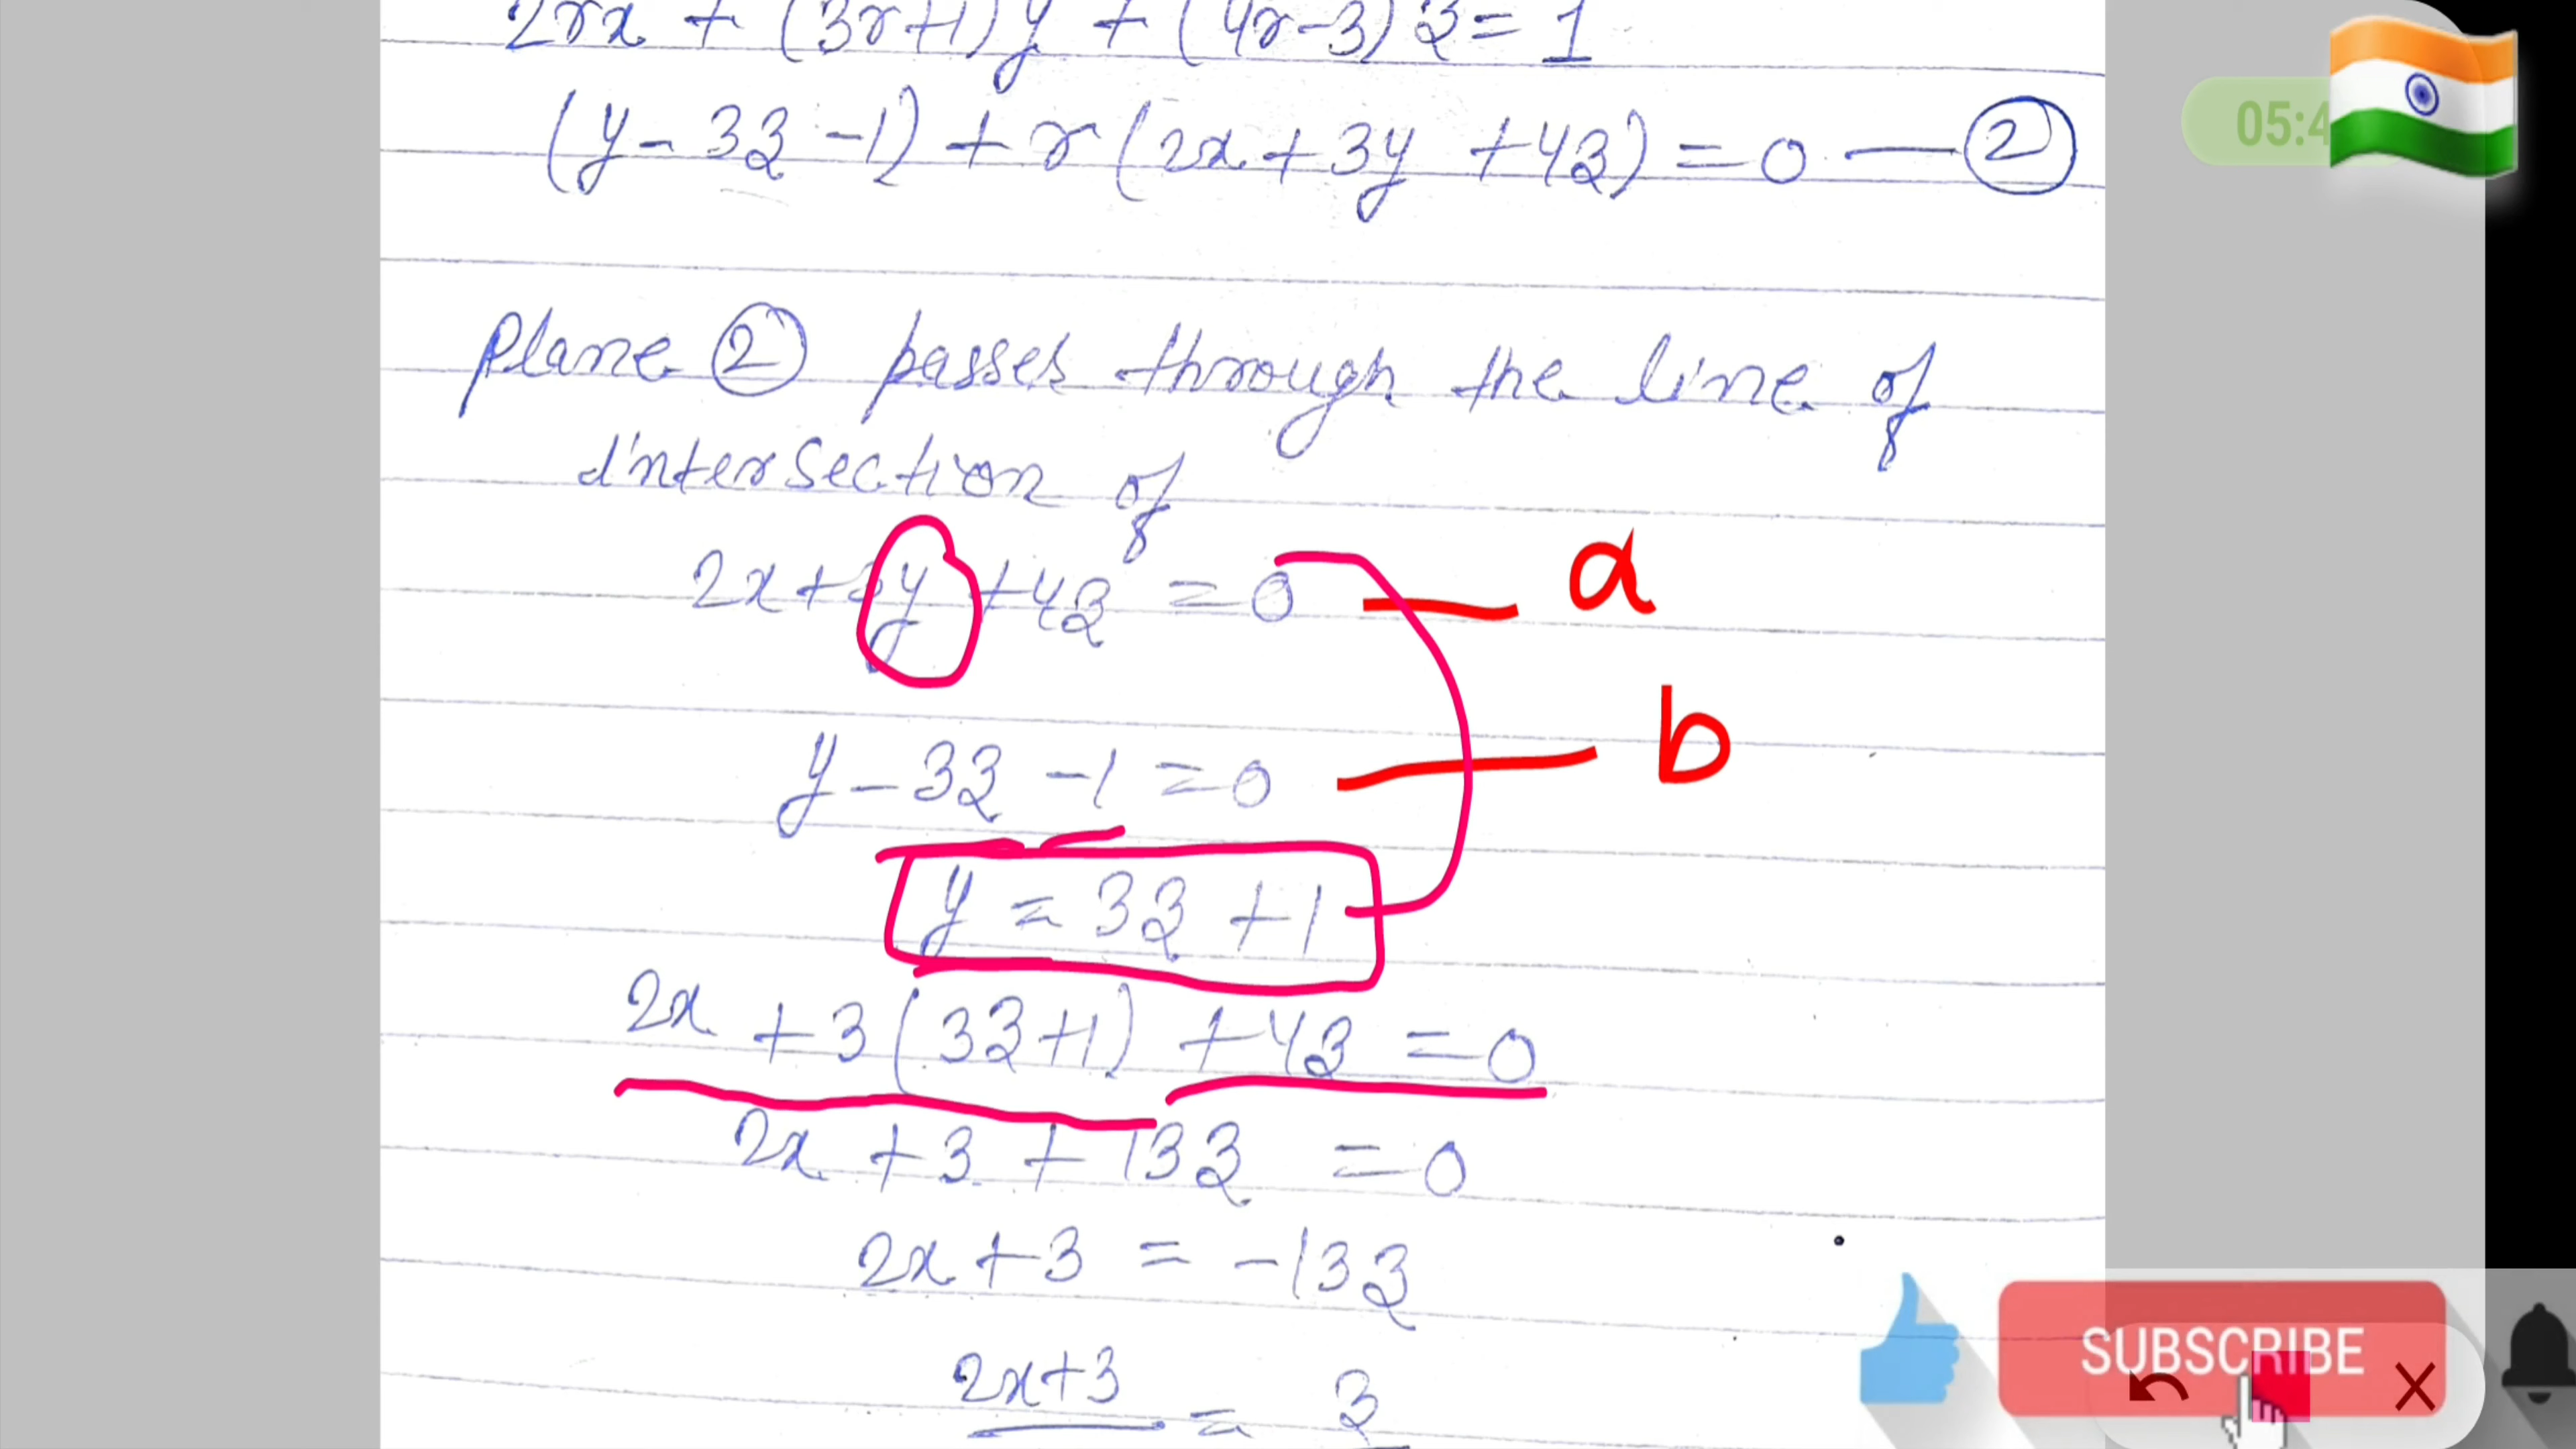 2rx + (3r+1)y + (4r-3)z = 1
(y - 3z - 1) + r(2x + 3y + 4z) = 0 — 2
05:4
plane 2 passes through the line of
intersection of
2x + 3y + 4z = 0 — a
y - 3z - 1 = 0 — b
y = 3z + 1
2x + 3(3z+1) + 4z = 0
2x + 3 + 13z = 0
2x + 3 = -13z
2x+3 = z
SUBSCRIBE